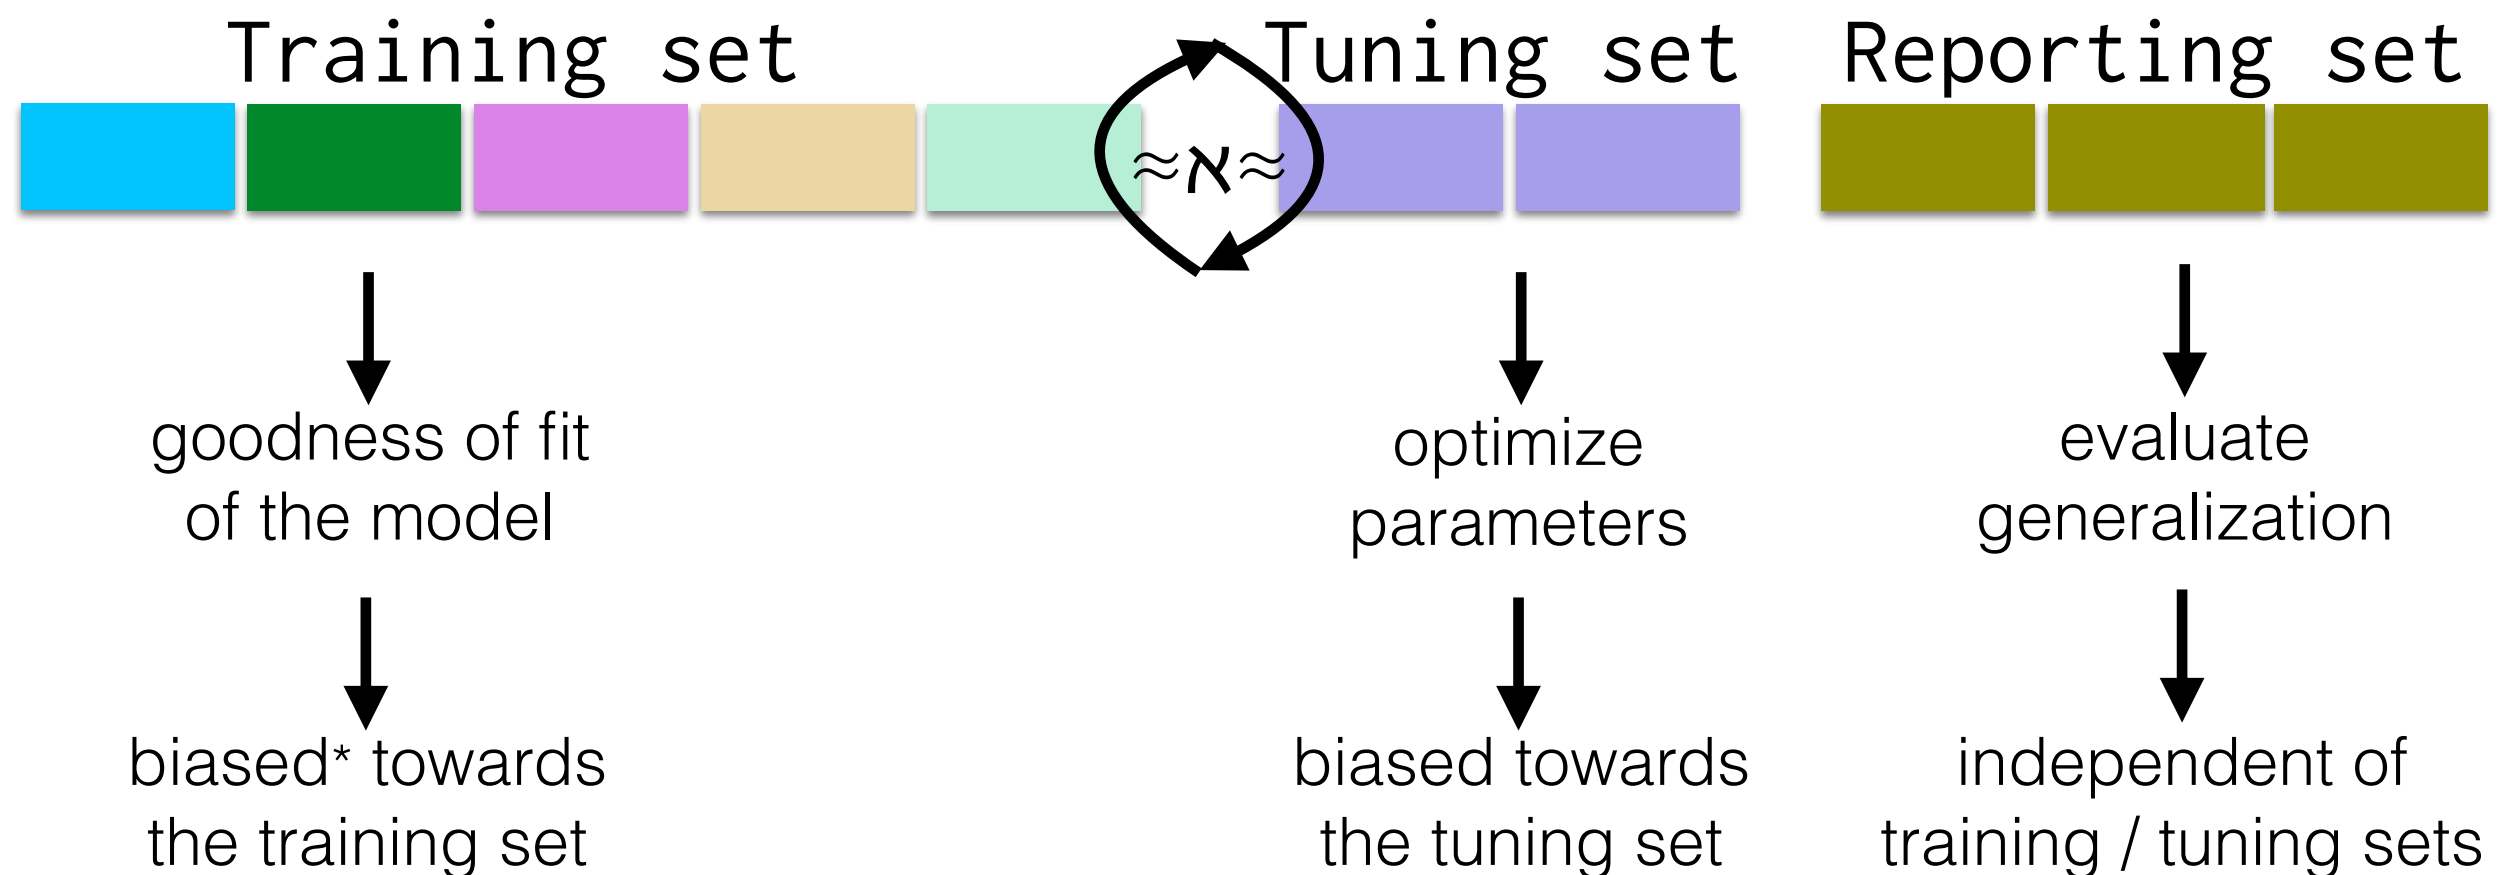 Training set
Tuning set
Reporting set
≈λ≈
goodness of fit
of the model
optimize
parameters
evaluate
generalization
biased* towards
the training set
biased towards
the tuning set
independent of
training/tuning sets